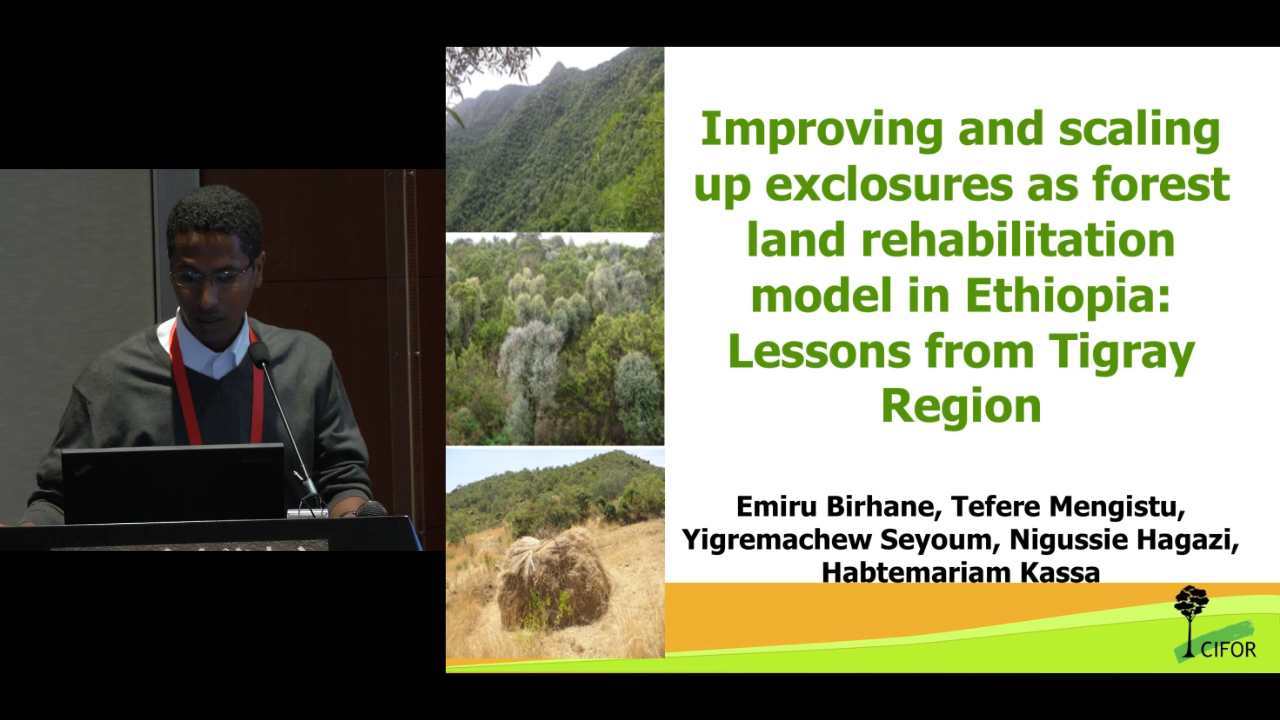 Improving and scaling
up exclosures as forest
land rehabilitation
model in Ethiopia:
Lessons from Tigray
Region
Emiru Birhane, Tefere Mengistu,
Yigremachew Seyoum, Nigussie Hagazi,
Habtemariam Kassa
CIFOR